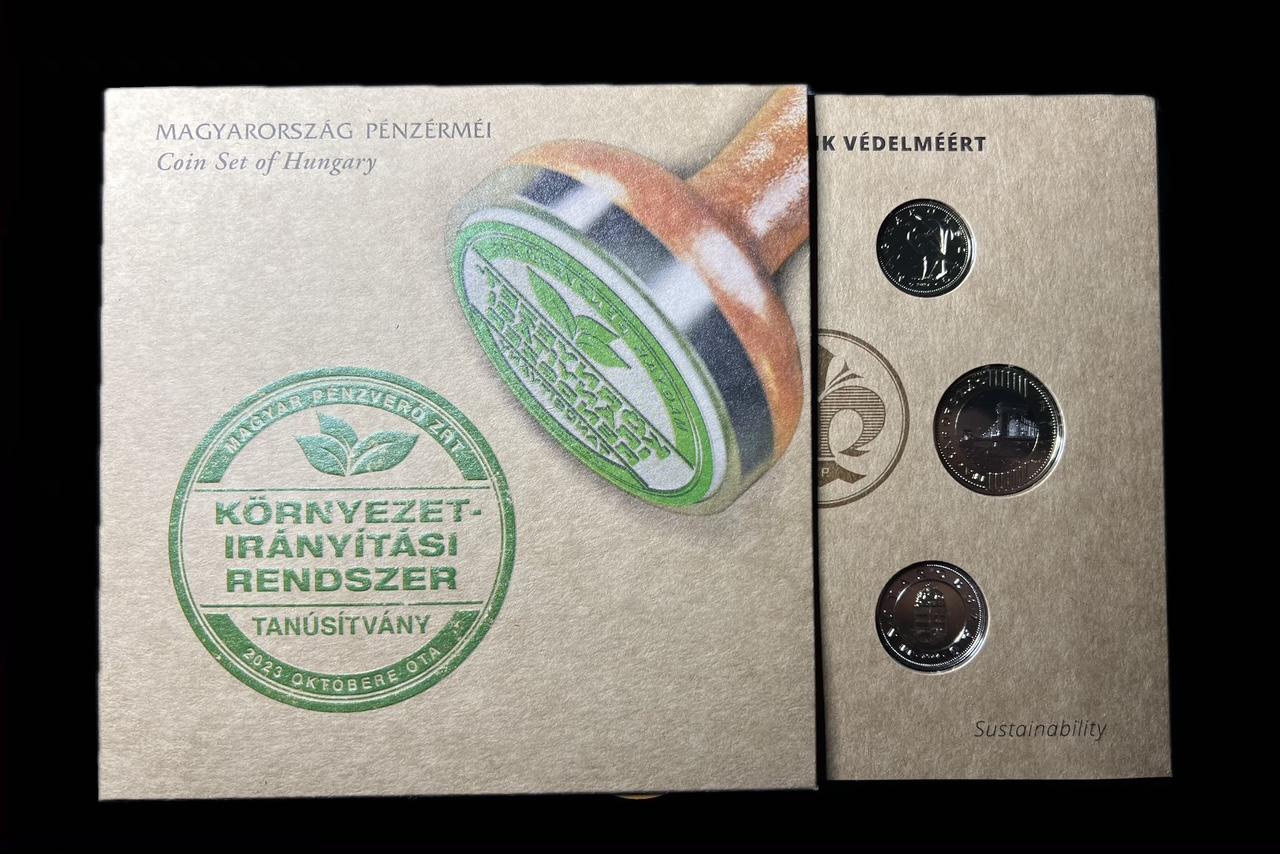 MAGYARORSZÁG PÉNZÉRMÉI
Coin Set of Hungary
MAGYAR PÉNZVERŐ ZRT.
KÖRNYEZET-
IRÁNYÍTÁSI
RENDSZER
TANÚSÍTVÁNY
2023 OKTÓBERE ÓTA
VÉDELMÉÉRT
Sustainability